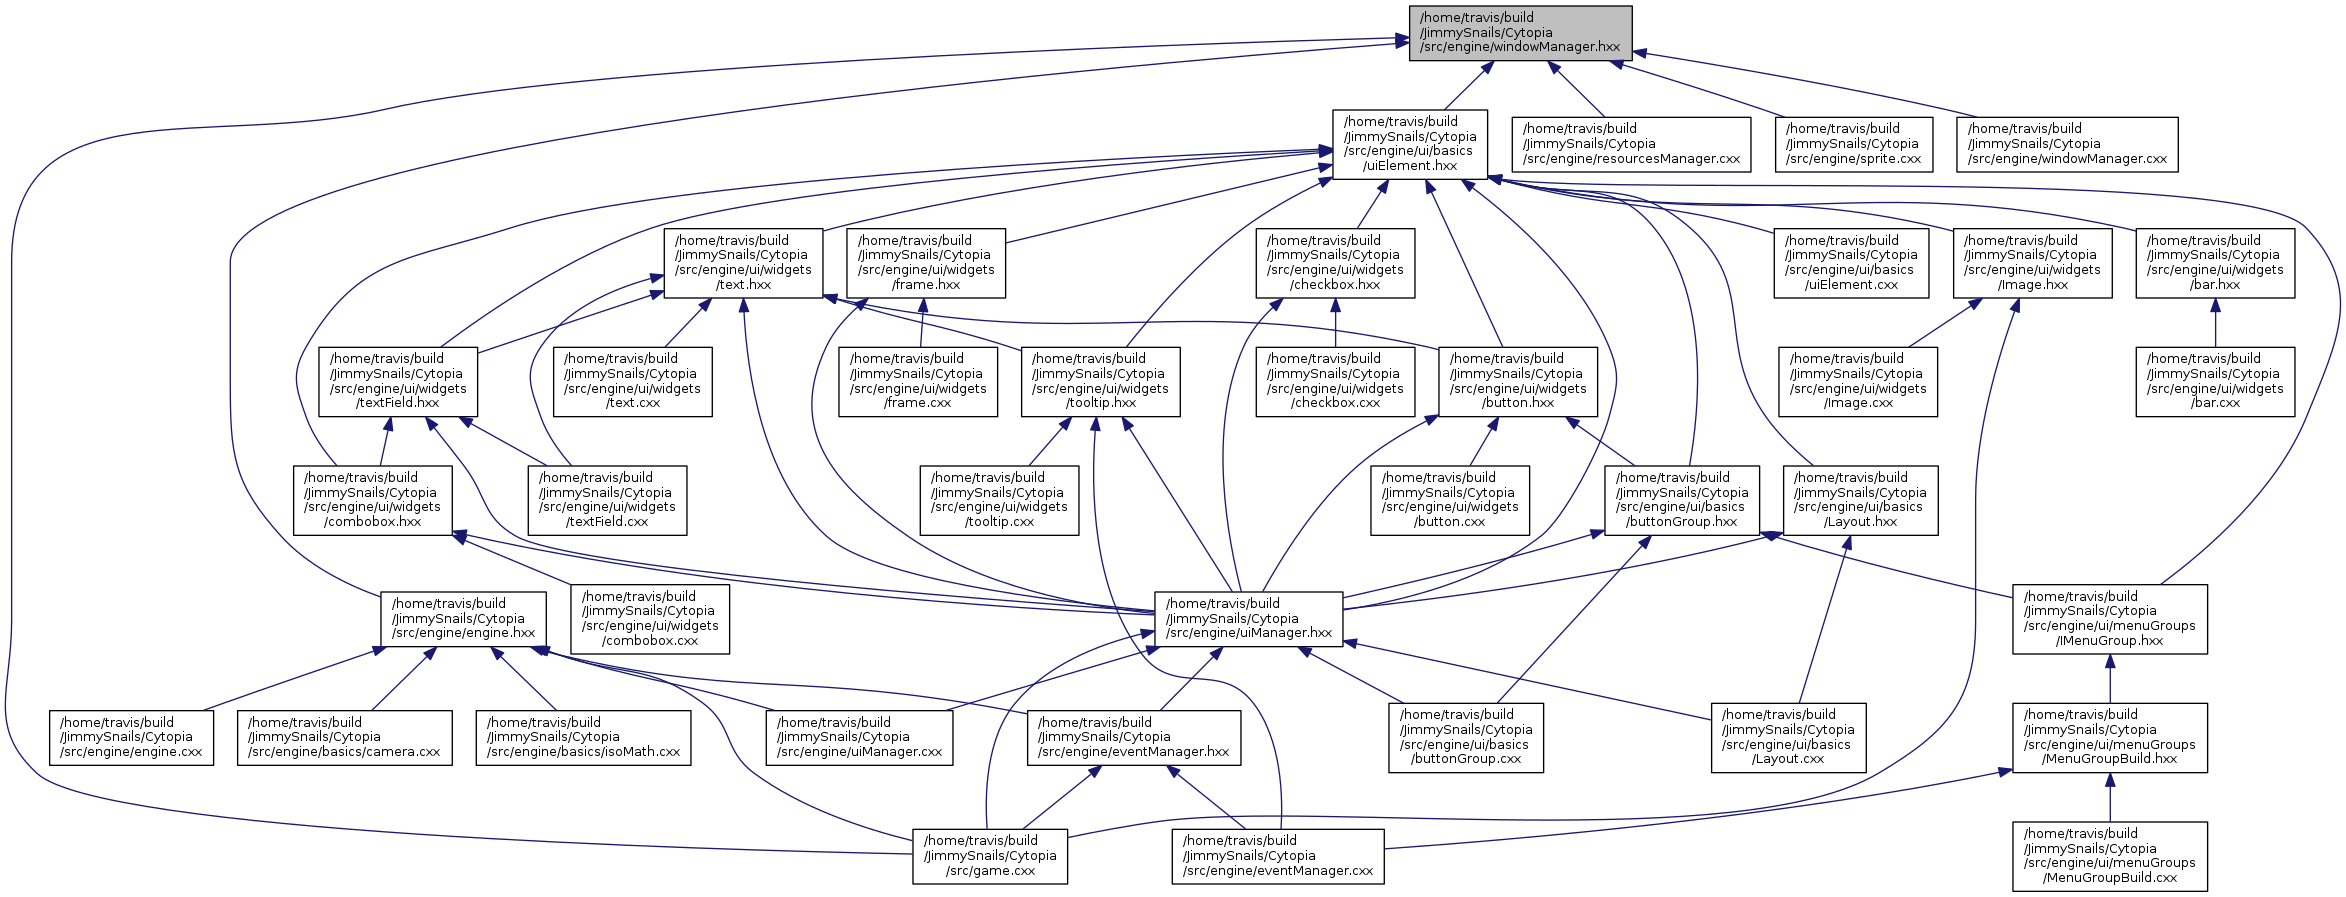 /home/travis/build
/JimmySnails/Cytopia
/src/engine/windowManager.hxx
/home/travis/build
/JimmySnails/Cytopia
/src/engine/ui/basics
/uiElement.hxx
/home/travis/build
/JimmySnails/Cytopia
/src/engine/resourcesManager.cxx
/home/travis/build
/JimmySnails/Cytopia
/src/engine/sprite.cxx
/home/travis/build
/JimmySnails/Cytopia
/src/engine/windowManager.cxx
/home/travis/build
/JimmySnails/Cytopia
/src/engine/ui/widgets
/text.hxx
/home/travis/build
/JimmySnails/Cytopia
/src/engine/ui/widgets
/frame.hxx
/home/travis/build
/JimmySnails/Cytopia
/src/engine/ui/widgets
/checkbox.hxx
/home/travis/build
/JimmySnails/Cytopia
/src/engine/ui/basics
/uiElement.cxx
/home/travis/build
/JimmySnails/Cytopia
/src/engine/ui/widgets
/Image.hxx
/home/travis/build
/JimmySnails/Cytopia
/src/engine/ui/widgets
/bar.hxx
/home/travis/build
/JimmySnails/Cytopia
/src/engine/ui/widgets
/textField.hxx
/home/travis/build
/JimmySnails/Cytopia
/src/engine/ui/widgets
/text.cxx
/home/travis/build
/JimmySnails/Cytopia
/src/engine/ui/widgets
/frame.cxx
/home/travis/build
/JimmySnails/Cytopia
/src/engine/ui/widgets
/tooltip.hxx
/home/travis/build
/JimmySnails/Cytopia
/src/engine/ui/widgets
/checkbox.cxx
/home/travis/build
/JimmySnails/Cytopia
/src/engine/ui/widgets
/button.hxx
/home/travis/build
/JimmySnails/Cytopia
/src/engine/ui/widgets
/Image.cxx
/home/travis/build
/JimmySnails/Cytopia
/src/engine/ui/widgets
/bar.cxx
/home/travis/build
/JimmySnails/Cytopia
/src/engine/ui/widgets
/combobox.hxx
/home/travis/build
/JimmySnails/Cytopia
/src/engine/ui/widgets
/textField.cxx
/home/travis/build
/JimmySnails/Cytopia
/src/engine/ui/widgets
/tooltip.cxx
/home/travis/build
/JimmySnails/Cytopia
/src/engine/ui/widgets
/button.cxx
/home/travis/build
/JimmySnails/Cytopia
/src/engine/ui/basics
/buttonGroup.hxx
/home/travis/build
/JimmySnails/Cytopia
/src/engine/ui/basics
/Layout.hxx
/home/travis/build
/JimmySnails/Cytopia
/src/engine/engine.hxx
/home/travis/build
/JimmySnails/Cytopia
/src/engine/ui/widgets
/combobox.cxx
/home/travis/build
/JimmySnails/Cytopia
/src/engine/uiManager.hxx
/home/travis/build
/JimmySnails/Cytopia
/src/engine/ui/menuGroups
/IMenuGroup.hxx
/home/travis/build
/JimmySnails/Cytopia
/src/engine/engine.cxx
/home/travis/build
/JimmySnails/Cytopia
/src/engine/basics/camera.cxx
/home/travis/build
/JimmySnails/Cytopia
/src/engine/basics/isoMath.cxx
/home/travis/build
/JimmySnails/Cytopia
/src/engine/uiManager.cxx
/home/travis/build
/JimmySnails/Cytopia
/src/engine/eventManager.hxx
/home/travis/build
/JimmySnails/Cytopia
/src/engine/ui/basics
/buttonGroup.cxx
/home/travis/build
/JimmySnails/Cytopia
/src/engine/ui/basics
/Layout.cxx
/home/travis/build
/JimmySnails/Cytopia
/src/engine/ui/menuGroups
/MenuGroupBuild.hxx
/home/travis/build
/JimmySnails/Cytopia
/src/game.cxx
/home/travis/build
/JimmySnails/Cytopia
/src/engine/eventManager.cxx
/home/travis/build
/JimmySnails/Cytopia
/src/engine/ui/menuGroups
/MenuGroupBuild.cxx